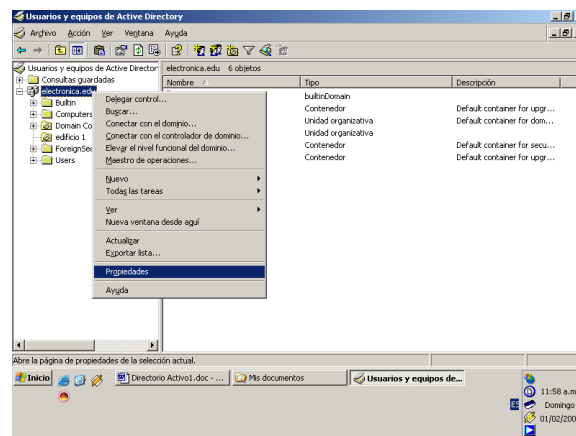 Usuarios y equipos de Active Directory
Archivo Acción Ver Ventana Ayuda
Usuarios y equipos de Active Director
electronica.edu 6 objetos
Consultas guardadas
electronica.edu
Builtin
Computers
Domain Co
edificio 1
ForeignSec
Users
Nombre Tipo Descripción
builtinDomain
Contenedor Default container for upgr...
Unidad organizativa Default container for dom...
Unidad organizativa
Contenedor Default container for secu...
Contenedor Default container for upgr...
Delegar control...
Buscar...
Conectar con el dominio...
Conectar con el controlador de dominio...
Elevar el nivel funcional del dominio...
Maestro de operaciones...
Nuevo
Todas las tareas
Ver
Nueva ventana desde aquí
Actualizar
Exportar lista...
Propiedades
Ayuda
Abre la página de propiedades de la selección actual.
Inicio
Directorio Activo1.doc - ...
Mis documentos
Usuarios y equipos de...
ES
11:58 a.m
Domingo
01/02/200